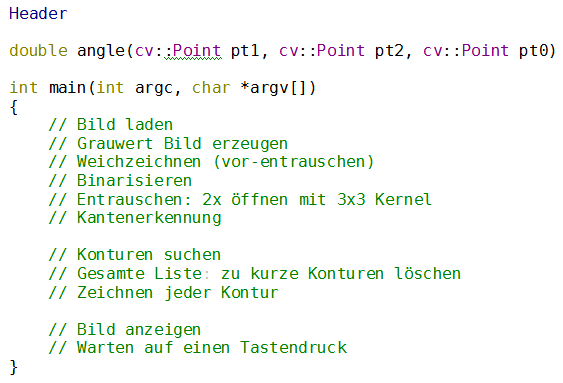 Header
double angle(cv::Point pt1, cv::Point pt2, cv::Point pt0)
int main(int argc, char *argv[])
{
// Bild laden
// Grauwert Bild erzeugen
// Weichzeichnen (vor-entrauschen)
// Binarisieren
// Entrauschen: 2x öffnen mit 3x3 Kernel
// Kantenerkennung
// Konturen suchen
// Gesamte Liste: zu kurze Konturen löschen
// Zeichnen jeder Kontur
// Bild anzeigen
// Warten auf einen Tastendruck
}